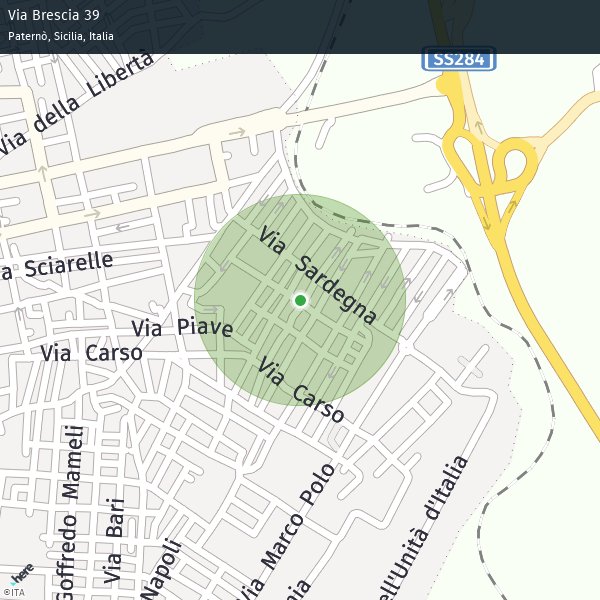 Via Brescia 39
Paternò, Sicilia, Italia
SS284
Via della Libertà
Via Sardegna
a Sciarelle
Via Piave
Via Carso
Via Carso
Goffredo Mameli
Via Bari
Napoli
Via Marco Polo
ell'Unità d'Italia
nia
here
©ITA